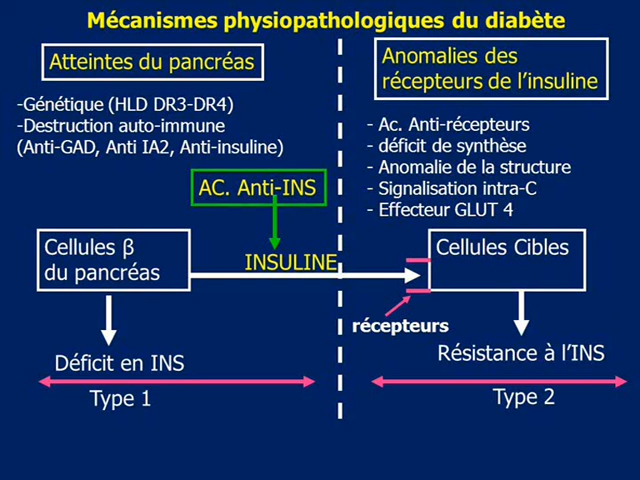 Mécanismes physiopathologiques du diabète
Atteintes du pancréas
-Génétique (HLD DR3-DR4)
-Destruction auto-immune
(Anti-GAD, Anti IA2, Anti-insuline)
AC. Anti-INS
Cellules β
du pancréas
INSULINE
Déficit en INS
Type 1
Anomalies des
récepteurs de l’insuline
- Ac. Anti-récepteurs
- déficit de synthèse
- Anomalie de la structure
- Signalisation intra-C
- Effecteur GLUT 4
Cellules Cibles
récepteurs
Résistance à l’INS
Type 2